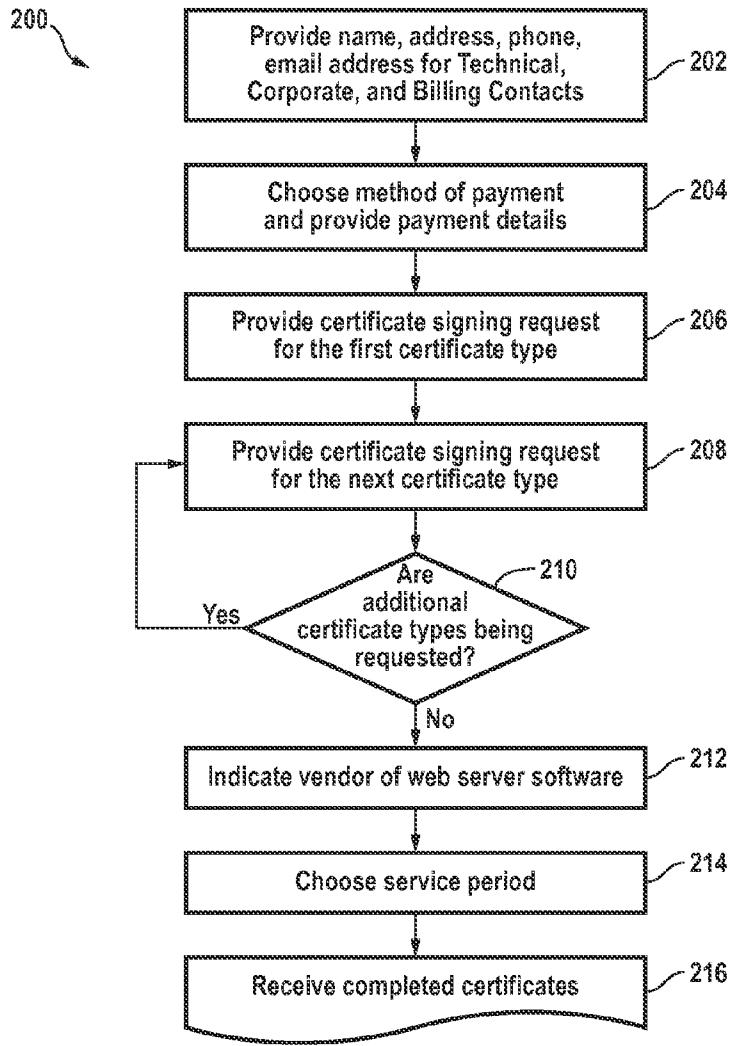 200
Provide name, address, phone,
email address for Technical,
Corporate, and Billing Contacts
202
Choose method of payment
and provide payment details
204
Provide certificate signing request
for the first certificate type
206
Provide certificate signing request
for the next certificate type
208
Are
additional
certificate types being
requested?
210
Yes
No
Indicate vendor of web server software
212
Choose service period
214
Receive completed certificates
216